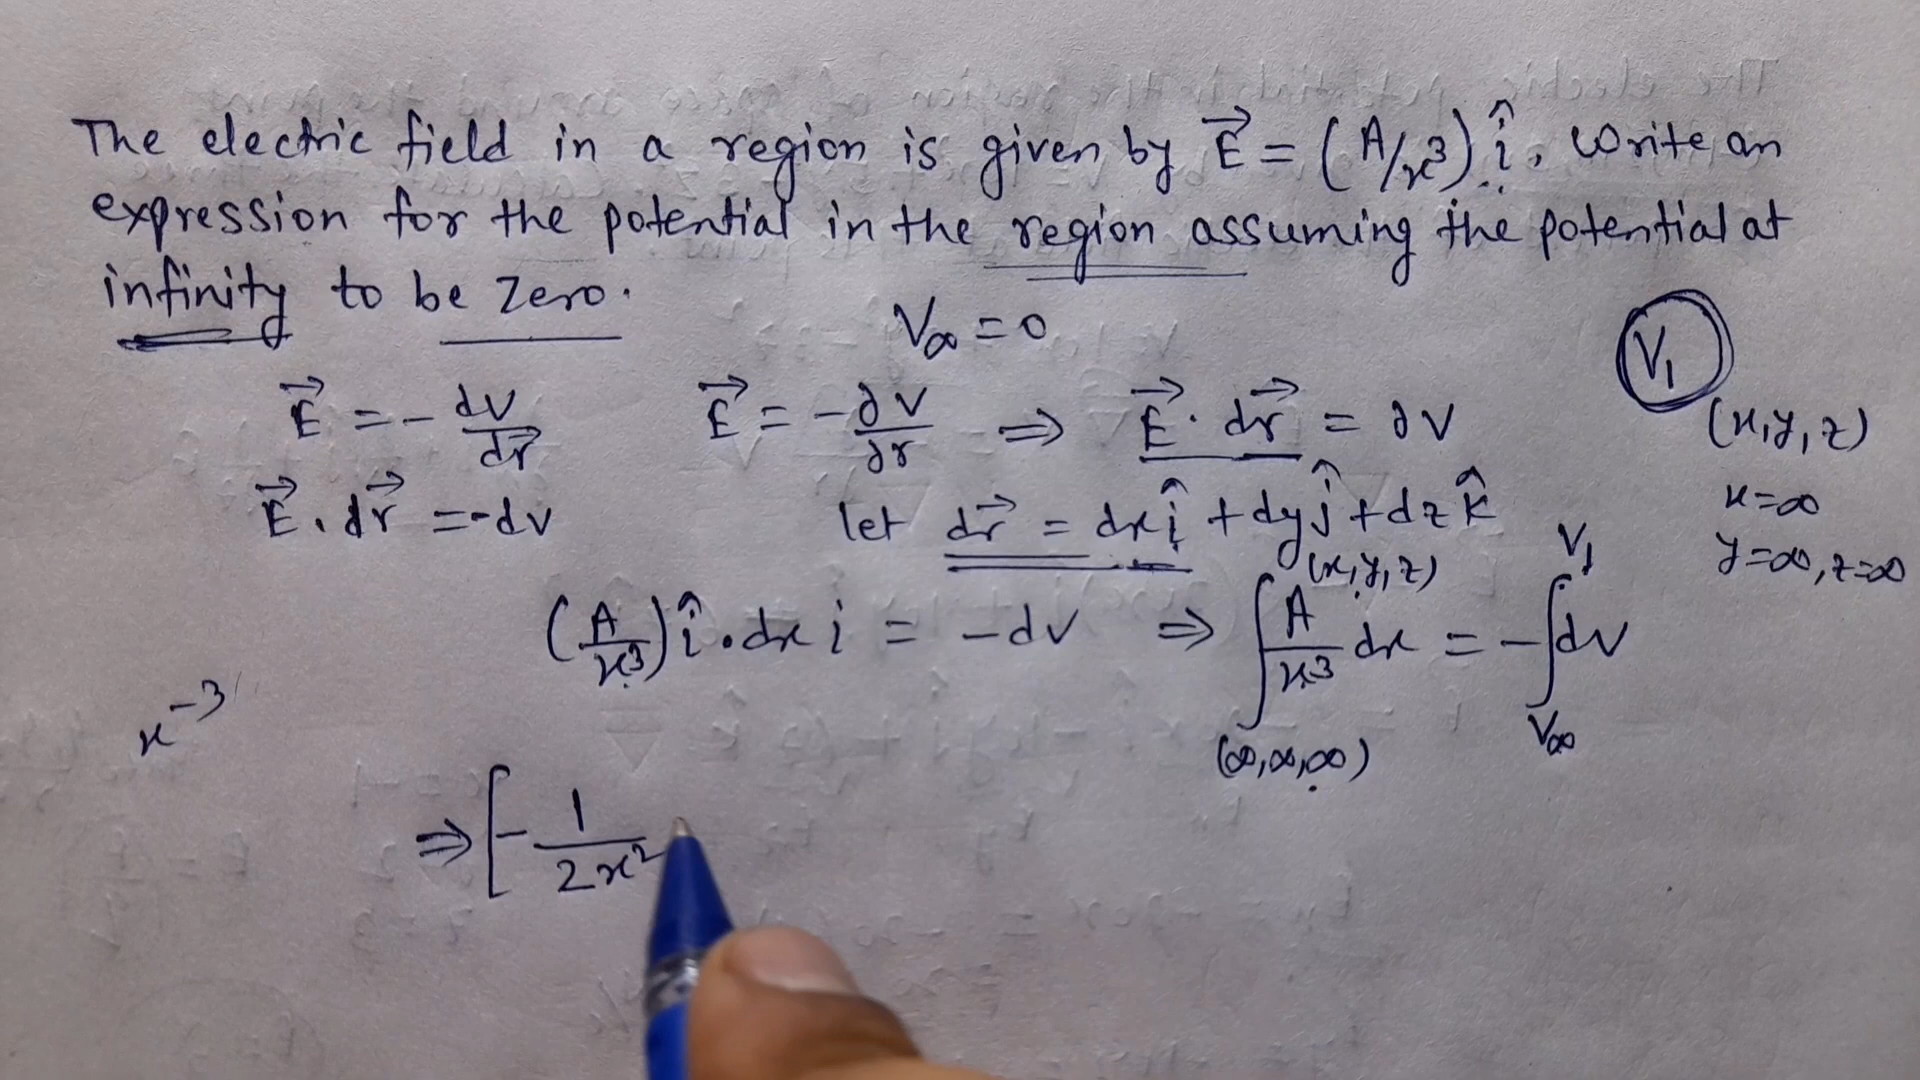 The electric field in a region is given by E⃗ = (A/x³) î. Write an
expression for the potential in the region assuming the potential at
infinity to be zero.
V∞ = 0
V₁
E⃗ = - dV/dr⃗
E⃗ = - ∂V/∂r ⇒ E⃗ · dr⃗ = ∂V
(x, y, z)
E⃗ . dr⃗ = -dv
let dr⃗ = dx î + dy ĵ + dz k̂
x = ∞
y = ∞, z = ∞
(A/x³) î . dx i = -dV ⇒ ∫_(∞,∞,∞)^(x,y,z) A/x³ dx = -∫_V∞^V₁ dV
x⁻³
⇒ [- 1/2x²